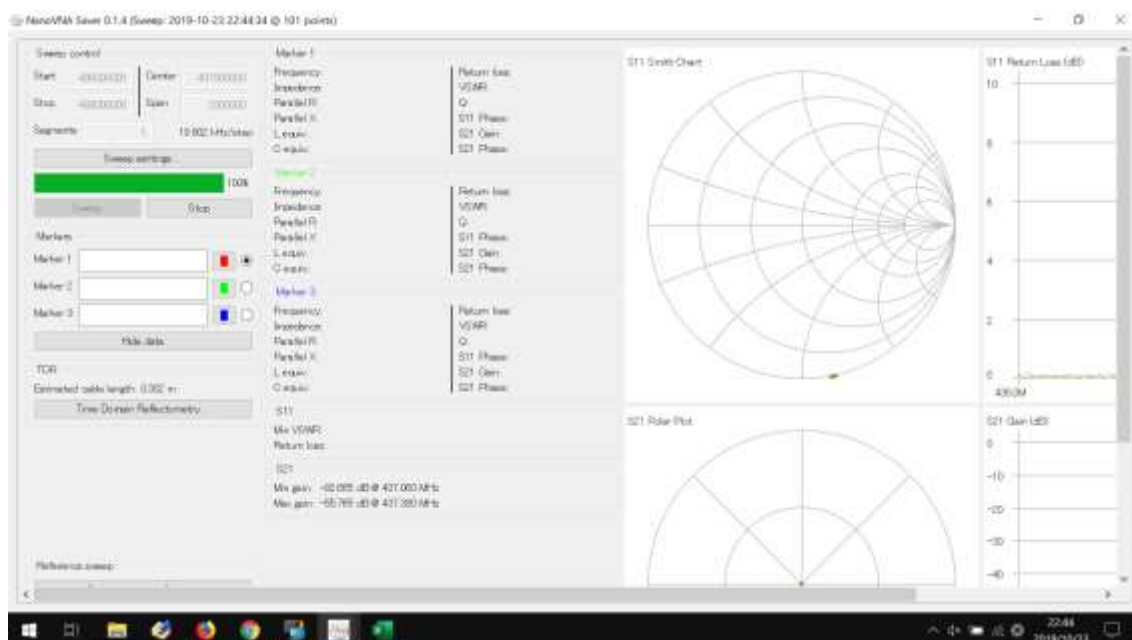 NanoVNA Saver 0.1.4 (Sweep: 2019-10-23 22:44:34 @ 101 points)
Sweep control
Start
Center
Stop
Span
Segments 1
Sweep settings...
100%
Sweep Stop
Markers
Marker 1
Marker 2
Marker 3
Hide data
TDR
Estimated cable length:
Time Domain Reflectometry...
Reference sweep
Marker 1
Frequency: Return loss:
Impedance: VSWR:
Parallel R: Q:
Parallel X: S11 Phase:
L equiv.: S21 Gain:
C equiv.: S21 Phase:
Marker 2
Frequency: Return loss:
Impedance: VSWR:
Parallel R: Q:
Parallel X: S11 Phase:
L equiv.: S21 Gain:
C equiv.: S21 Phase:
Marker 3
Frequency: Return loss:
Impedance: VSWR:
Parallel R: Q:
Parallel X: S11 Phase:
L equiv.: S21 Gain:
C equiv.: S21 Phase:
S11
Min VSWR:
Return loss:
S21
Min gain:
Max gain:
S11 Smith Chart
S11 Return Loss (dB)
10
8
6
4
2
0
S21 Polar Plot
S21 Gain (dB)
0
-10
-20
-30
-40
22:44
2019/10/23